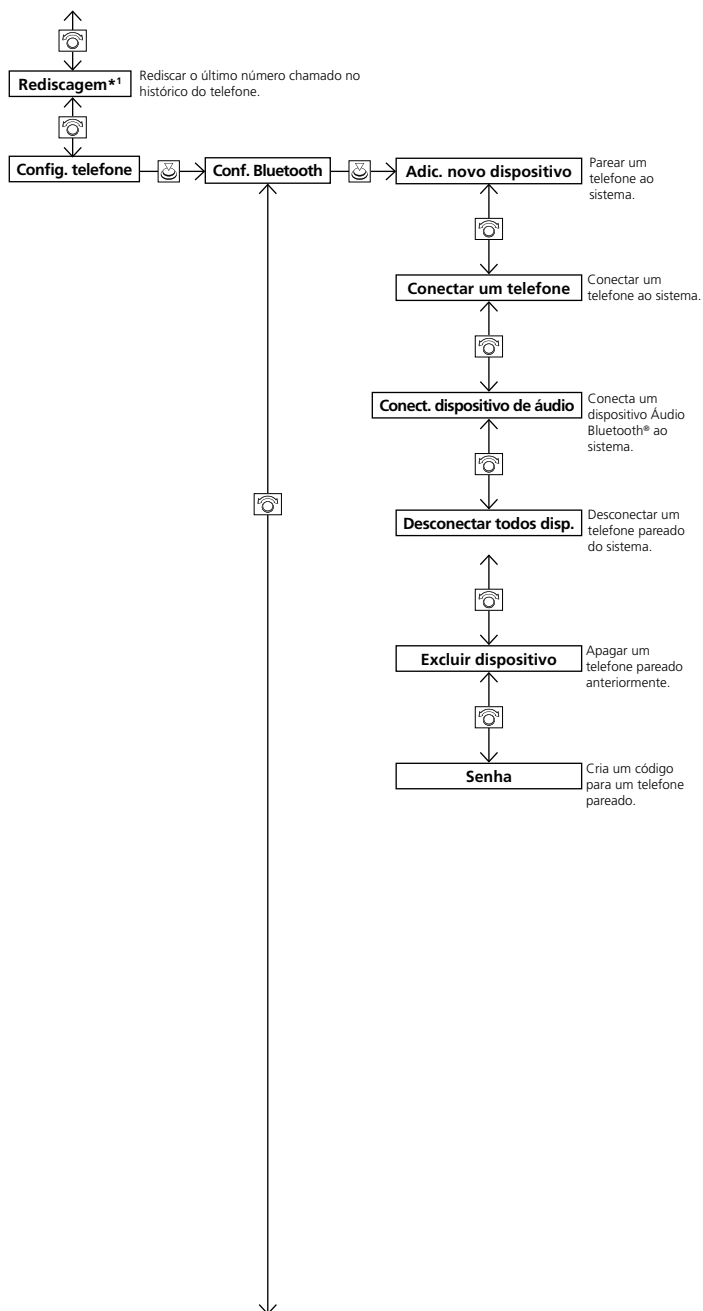 Rediscagem*1
Rediscar o último número chamado no
histórico do telefone.
Config. telefone
Conf. Bluetooth
Adic. novo dispositivo
Parear um
telefone ao
sistema.
Conectar um telefone
Conectar um
telefone ao sistema.
Conect. dispositivo de áudio
Conecta um
dispositivo Áudio
Bluetooth® ao
sistema.
Desconectar todos disp.
Desconectar um
telefone pareado
do sistema.
Excluir dispositivo
Apagar um
telefone pareado
anteriormente.
Senha
Cria um código
para um telefone
pareado.